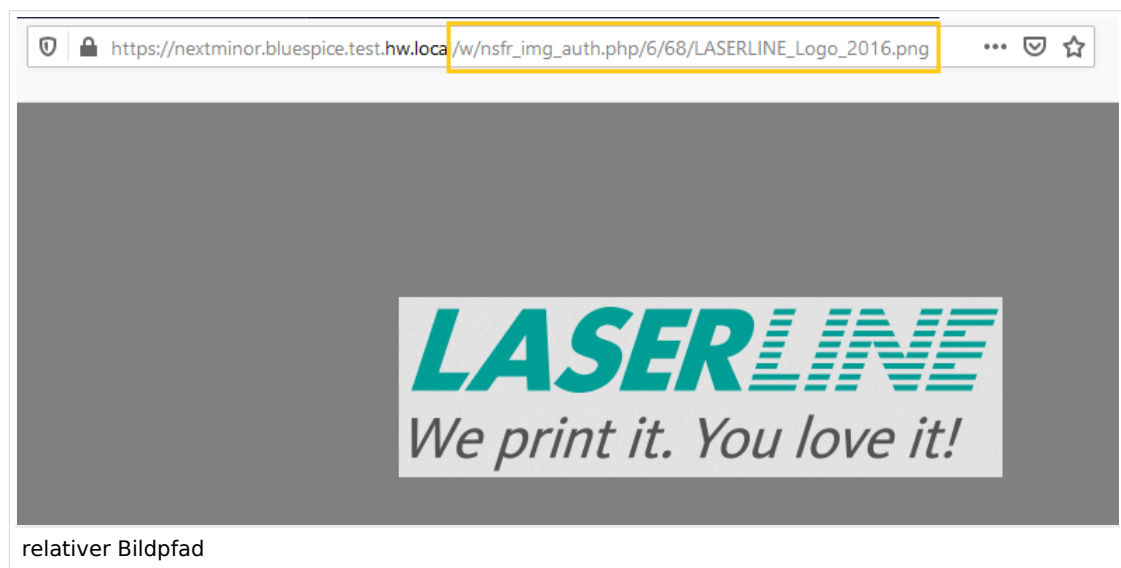 https://nextminor.bluespice.test.hw.loca/w/nsfr_img_auth.php/6/68/LASERLINE_Logo_2016.png
LASERLINE
We print it. You love it!
relativer Bildpfad